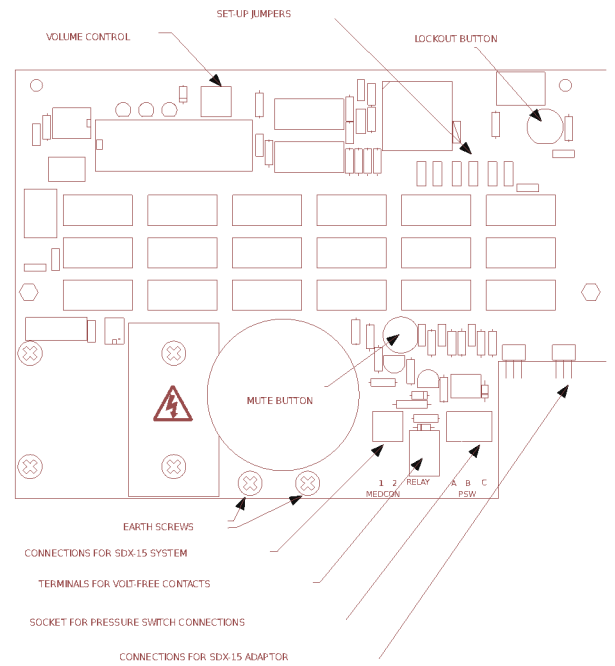 SET-UP JUMPERS
VOLUME CONTROL
LOCKOUT BUTTON
MUTE BUTTON
1 2 RELAY A B C
MEDCON PSW
EARTH SCREWS
CONNECTIONS FOR SDX-15 SYSTEM
TERMINALS FOR VOLT-FREE CONTACTS
SOCKET FOR PRESSURE SWITCH CONNECTIONS
CONNECTIONS FOR SDX-15 ADAPTOR